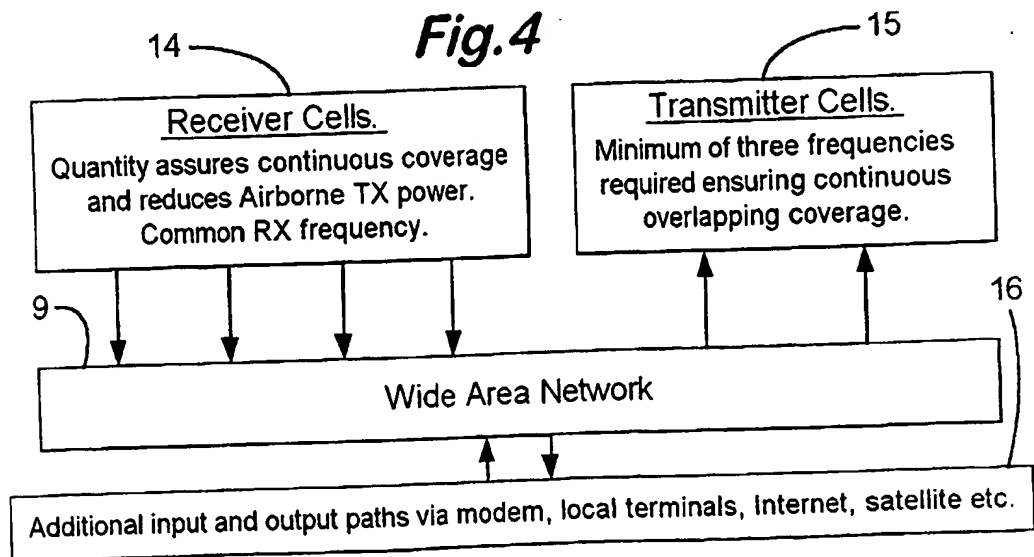 Fig.4
14
15
Receiver Cells.
Quantity assures continuous coverage
and reduces Airborne TX power.
Common RX frequency.
Transmitter Cells.
Minimum of three frequencies
required ensuring continuous
overlapping coverage.
9
16
Wide Area Network
Additional input and output paths via modem, local terminals, Internet, satellite etc.